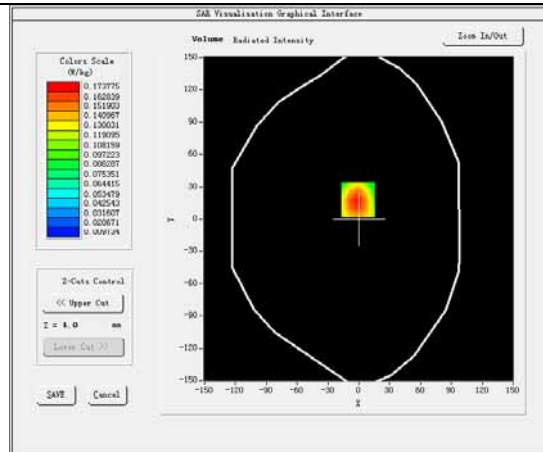 SAR Visualisation Graphical Interface
Volume Radiated Intensity
Zoom In/Out
Colors Scale
(W/kg)
0.173775
0.162839
0.151903
0.140967
0.130031
0.119095
0.108159
0.097223
0.086287
0.075351
0.064415
0.053479
0.042543
0.031607
0.020671
0.009734
Z-Cuts Control
<< Upper Cut
Z = 4.0 mm
Lower Cut >>
SAVE Cancel
150
120
90
60
30
0
-30
-60
-90
-120
-150
Y
-150 -120 -90 -60 -30 0 30 60 90 120 150
X